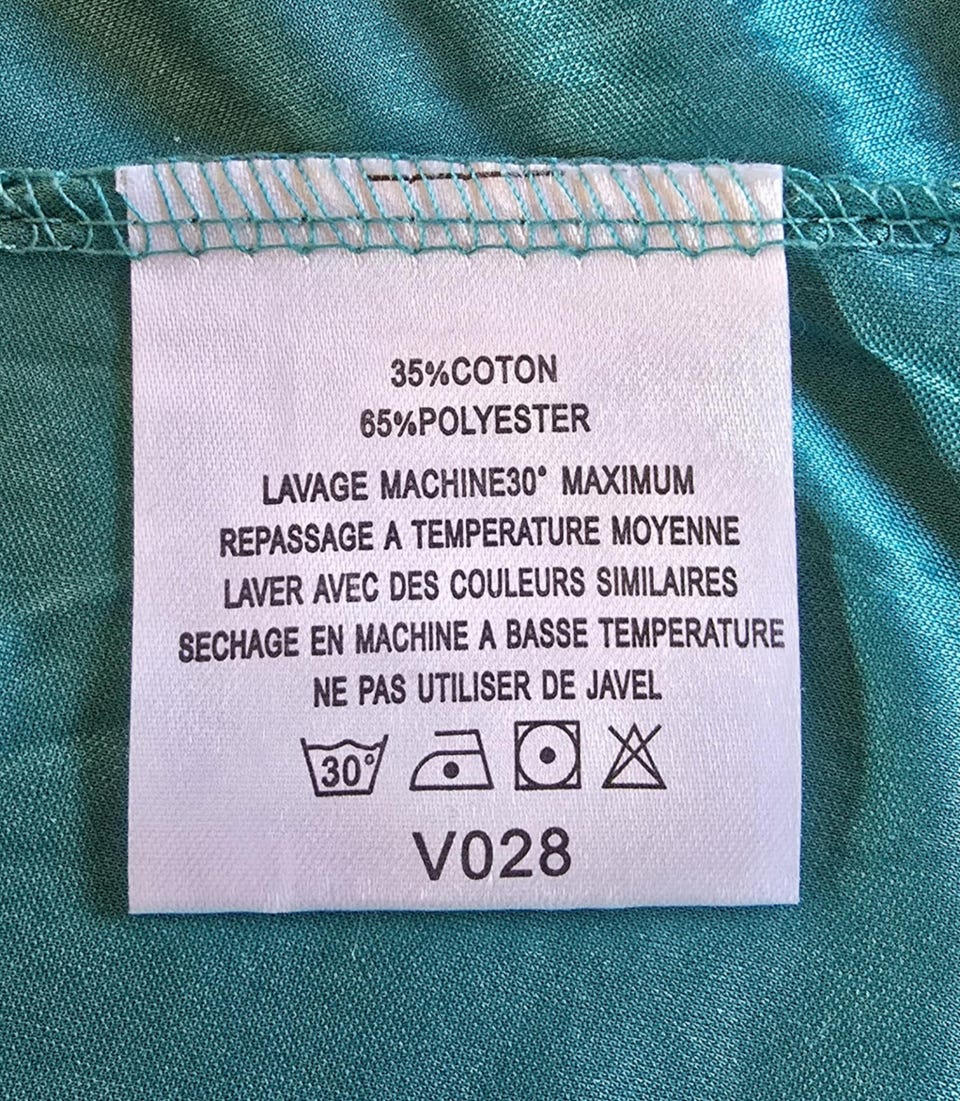 35%COTON
65%POLYESTER
LAVAGE MACHINE30° MAXIMUM
REPASSAGE A TEMPERATURE MOYENNE
LAVER AVEC DES COULEURS SIMILAIRES
SECHAGE EN MACHINE A BASSE TEMPERATURE
NE PAS UTILISER DE JAVEL
30°
V028